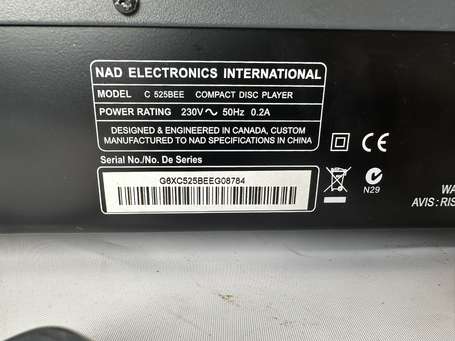 NAD ELECTRONICS INTERNATIONAL
MODEL C 525BEE COMPACT DISC PLAYER
POWER RATING 230V ~ 50Hz 0.2A
DESIGNED & ENGINEERED IN CANADA, CUSTOM
MANUFACTURED TO NAD SPECIFICATIONS IN CHINA
Serial No./No. De Series
G8XC525BEEG08784
CE
N29
WA
AVIS : RIS